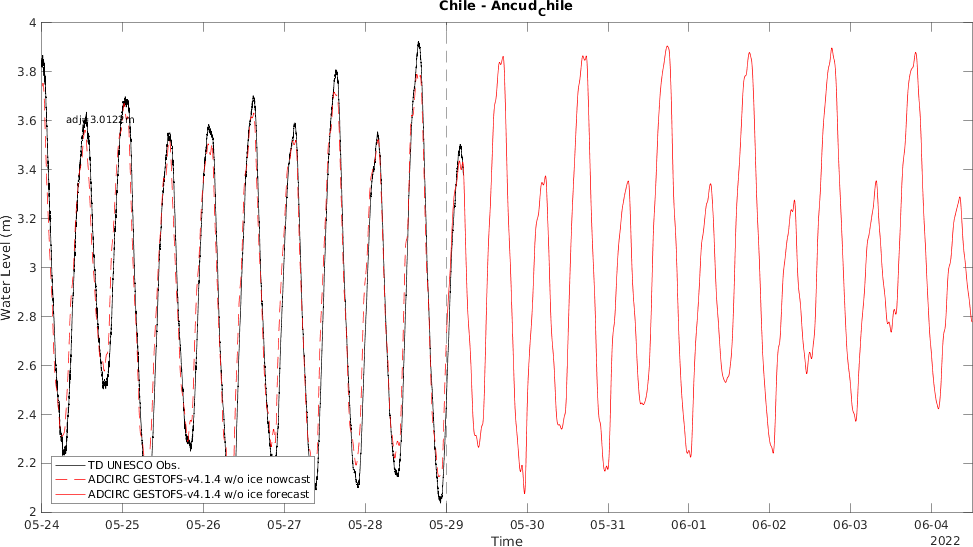 Chile - Ancud_Chile
4
3.8
3.6
3.4
3.2
3
2.8
2.6
2.4
2.2
2
Water Level (m)
adj: 3.0122 m
TD UNESCO Obs.
ADCIRC GESTOFS-v4.1.4 w/o ice nowcast
ADCIRC GESTOFS-v4.1.4 w/o ice forecast
05-24 05-25 05-26 05-27 05-28 05-29 05-30 05-31 06-01 06-02 06-03 06-04
Time
2022